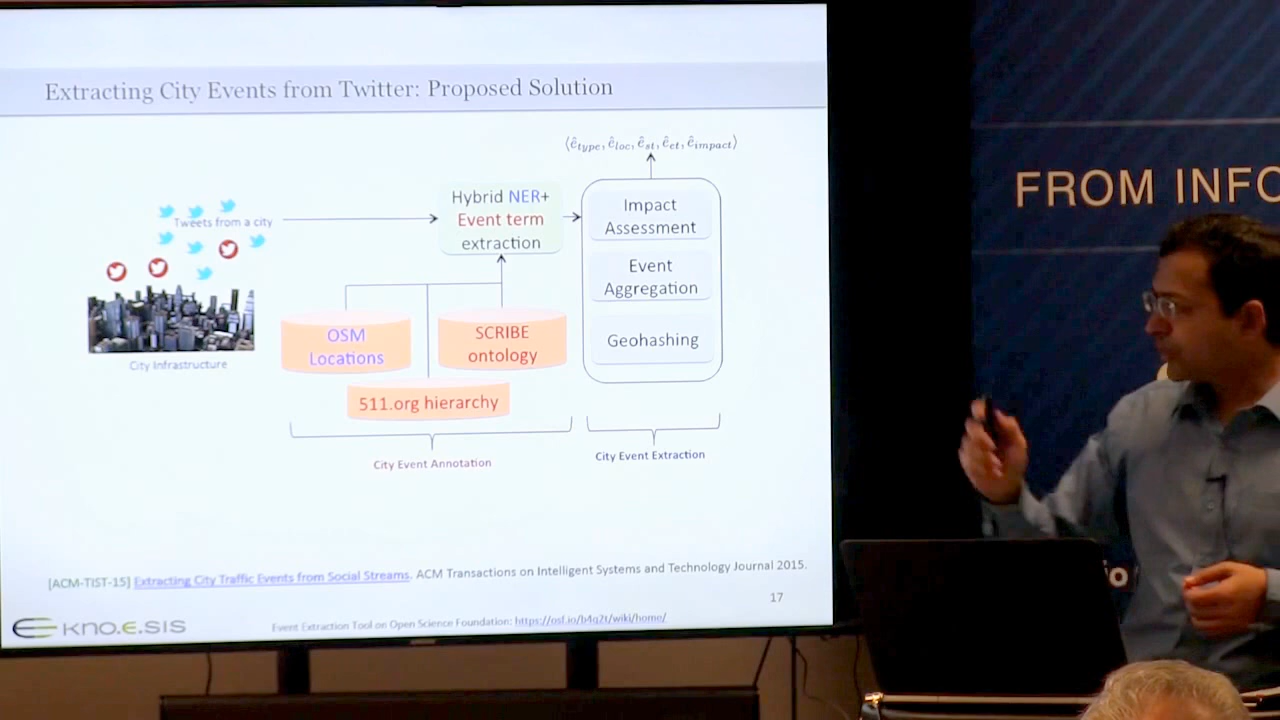 Extracting City Events from Twitter: Proposed Solution
⟨ê_type, ê_loc, ê_st, ê_et, ê_impact⟩
Tweets from a city
Hybrid NER+
Event term
extraction
Impact
Assessment
Event
Aggregation
Geohashing
OSM
Locations
SCRIBE
ontology
511.org hierarchy
City Infrastructure
City Event Annotation
City Event Extraction
[ACM-TIST-15] Extracting City Traffic Events from Social Streams. ACM Transactions on Intelligent Systems and Technology Journal 2015.
17
kno.e.sis
Event Extraction Tool on Open Science Foundation: https://osf.io/b4q2t/wiki/home/
FROM INFO
io